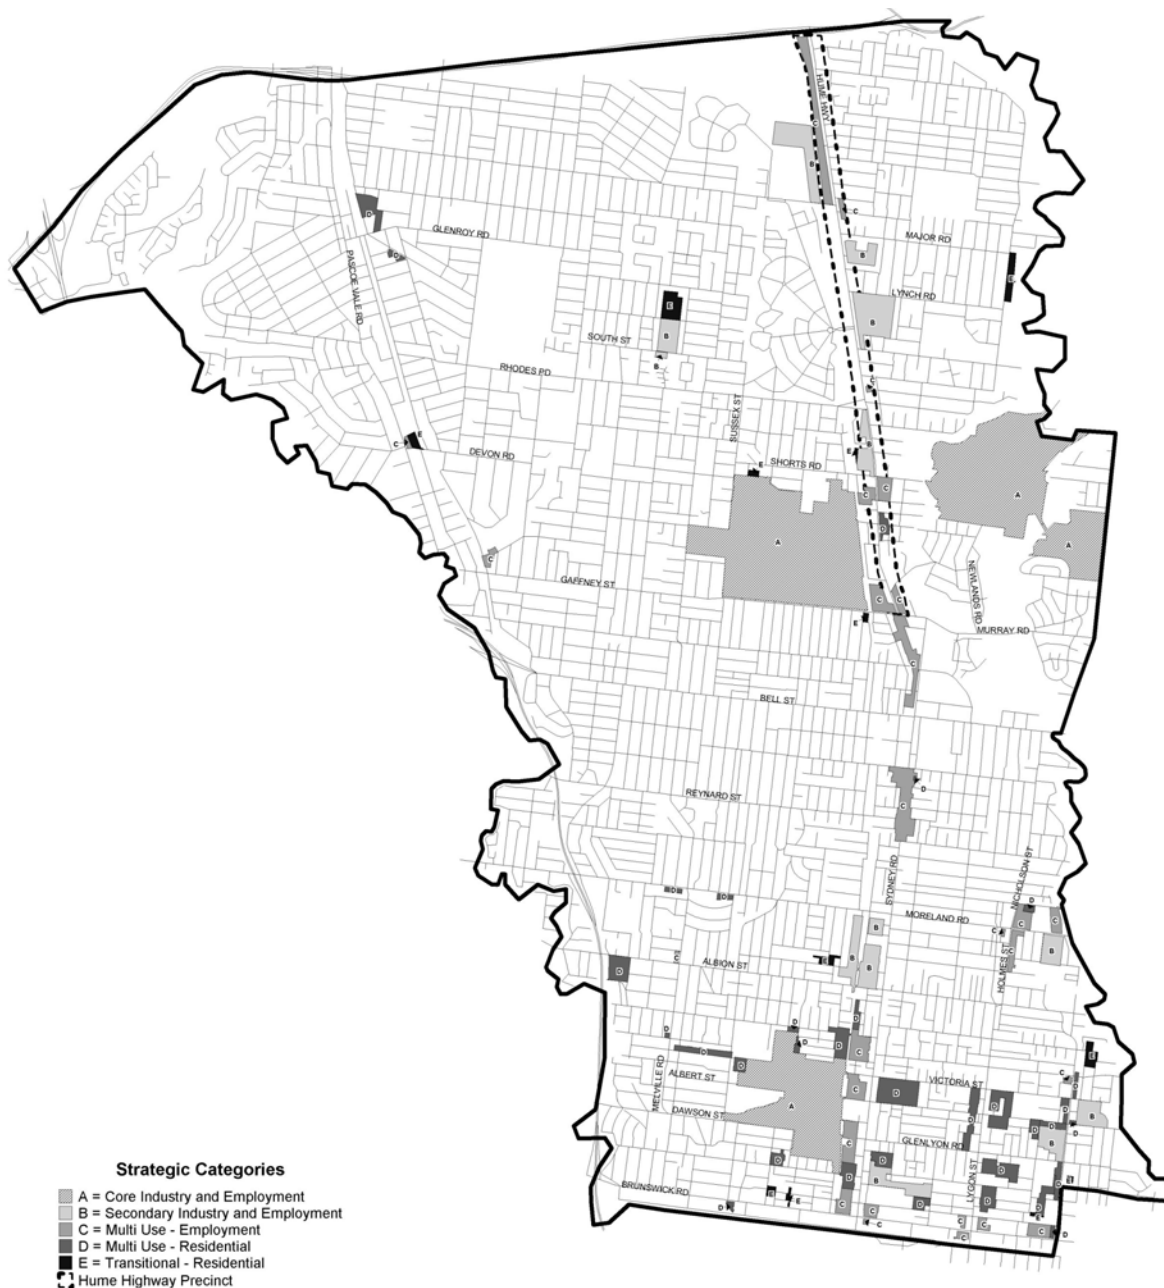 HUME HWY
C
B
C
MAJOR RD
D
GLENROY RD
B
D
E
PASCOE VALE RD
LYNCH RD
E
B
B
SOUTH ST
B
RHODES PD
C
SUSSEX ST
C
E
B
DEVON RD
E
SHORTS RD
E
A
C
C
D
A
A
C
GAFFNEY ST
NEWLANDS RD
C
C
E
MURRAY RD
C
BELL ST
D
REYNARD ST
C
SYDNEY RD
NICHOLSON ST
D
D
D
MORELAND RD
C
C
C
B
B
C
ALBION ST
E
B
B
D
HOLMES ST
C
D
D
D
D
D
D
C
E
MELVILLE RD
D
ALBERT ST
C
D
VICTORIA ST
C
D
D
A
DAWSON ST
D
D
D
D
B
D
C
GLENLYON RD
B
D
D
D
LYGON ST
D
D
B
BRUNSWICK RD
E
E
D
C
D
D
D
E
C
C
C
C
C
D
Strategic Categories
A = Core Industry and Employment
B = Secondary Industry and Employment
C = Multi Use - Employment
D = Multi Use - Residential
E = Transitional - Residential
Hume Highway Precinct